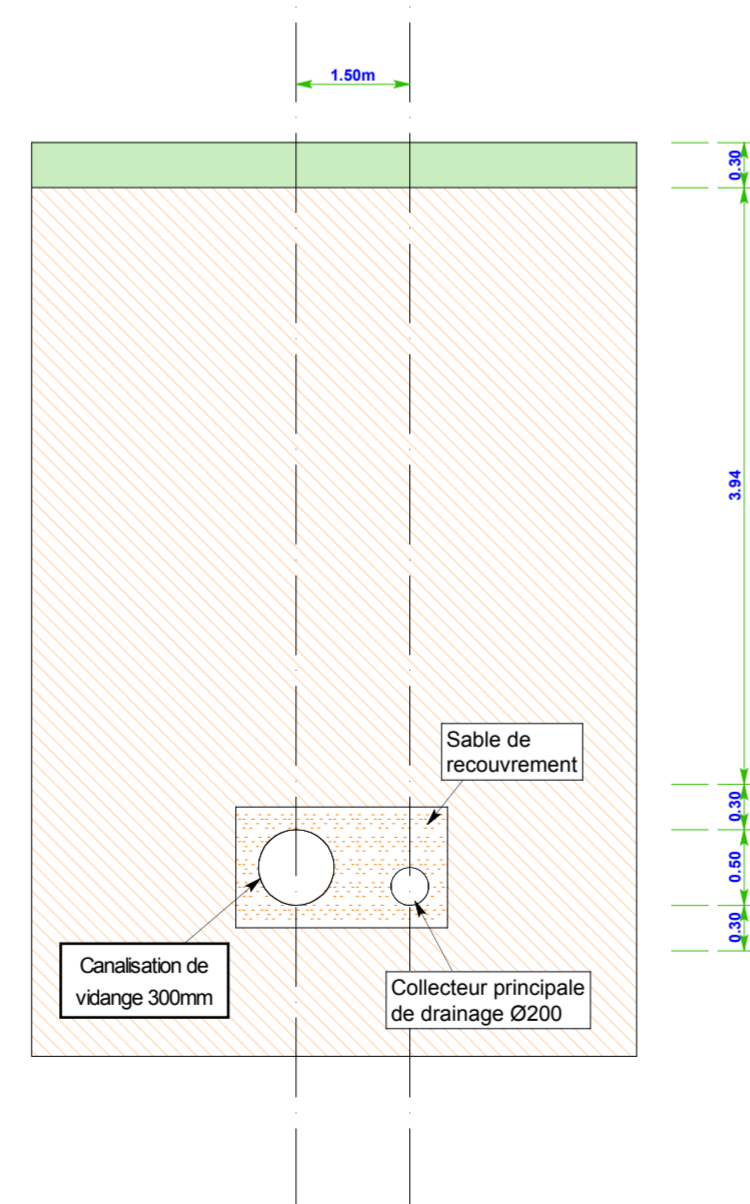 1.50m
0.30
3.94
Sable de
recouvrement
0.30
0.50
0.30
Canalisation de
vidange 300mm
Collecteur principale
de drainage Ø200